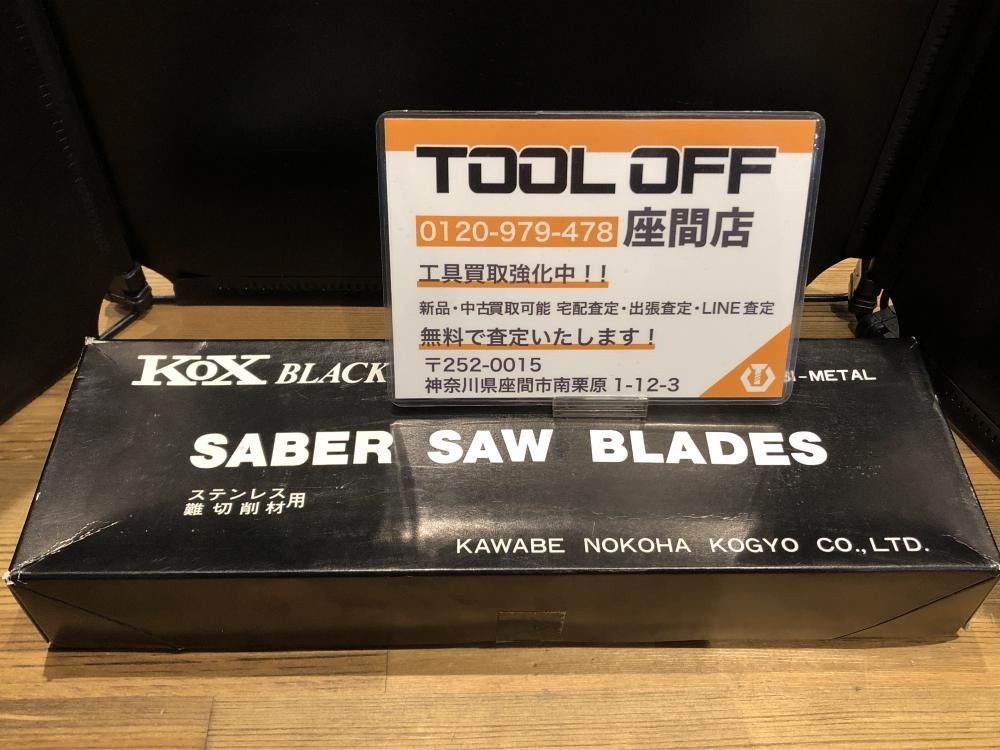 TOOL OFF
0120-979-478 座間店
工具買取強化中！！
新品・中古買取可能 宅配査定・出張査定・LINE査定
無料で査定いたします！
〒252-0015
神奈川県座間市南栗原 1-12-3
KOX BLACK BI-METAL
SABER SAW BLADES
ステンレス
難切削材用
KAWABE NOKOHA KOGYO CO.,LTD.